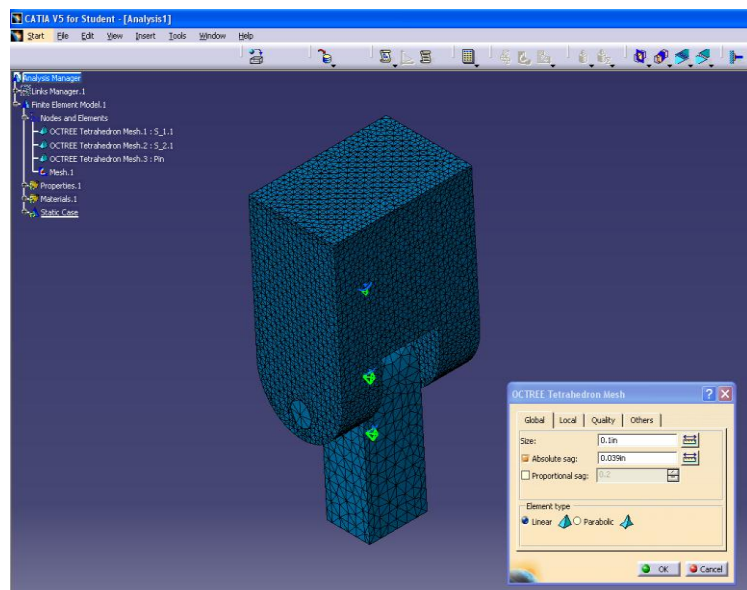 CATIA V5 for Student - [Analysis1]
Start File Edit View Insert Tools Window Help
Analysis Manager
Links Manager.1
Finite Element Model.1
Nodes and Elements
OCTREE Tetrahedron Mesh.1 : S_1.1
OCTREE Tetrahedron Mesh.2 : S_2.1
OCTREE Tetrahedron Mesh.3 : Pin
Mesh.1
Properties.1
Materials.1
Static Case
OCTREE Tetrahedron Mesh
Global Local Quality Others
Size: 0.1in
Absolute sag: 0.039in
Proportional sag: 0.2
Element type
Linear Parabolic
OK Cancel